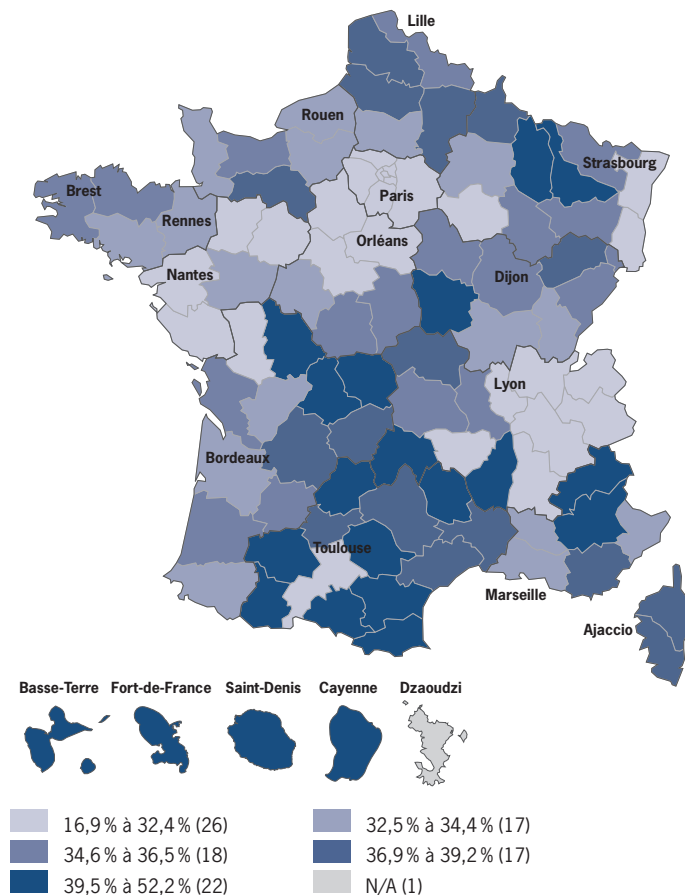 Lille
Rouen
Strasbourg
Brest
Paris
Rennes
Orléans
Nantes
Dijon
Lyon
Bordeaux
Toulouse
Marseille
Ajaccio
Basse-Terre Fort-de-France Saint-Denis Cayenne Dzaoudzi
16,9 % à 32,4 % (26) 32,5 % à 34,4 % (17)
34,6 % à 36,5 % (18) 36,9 % à 39,2 % (17)
39,5 % à 52,2 % (22) N/A (1)